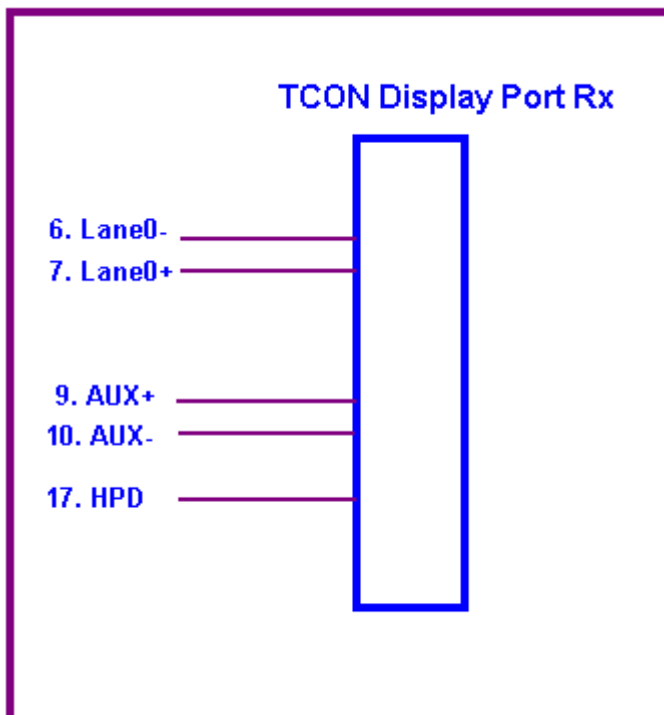 TCON Display Port Rx
6. Lane0-
7. Lane0+
9. AUX+
10. AUX-
17. HPD